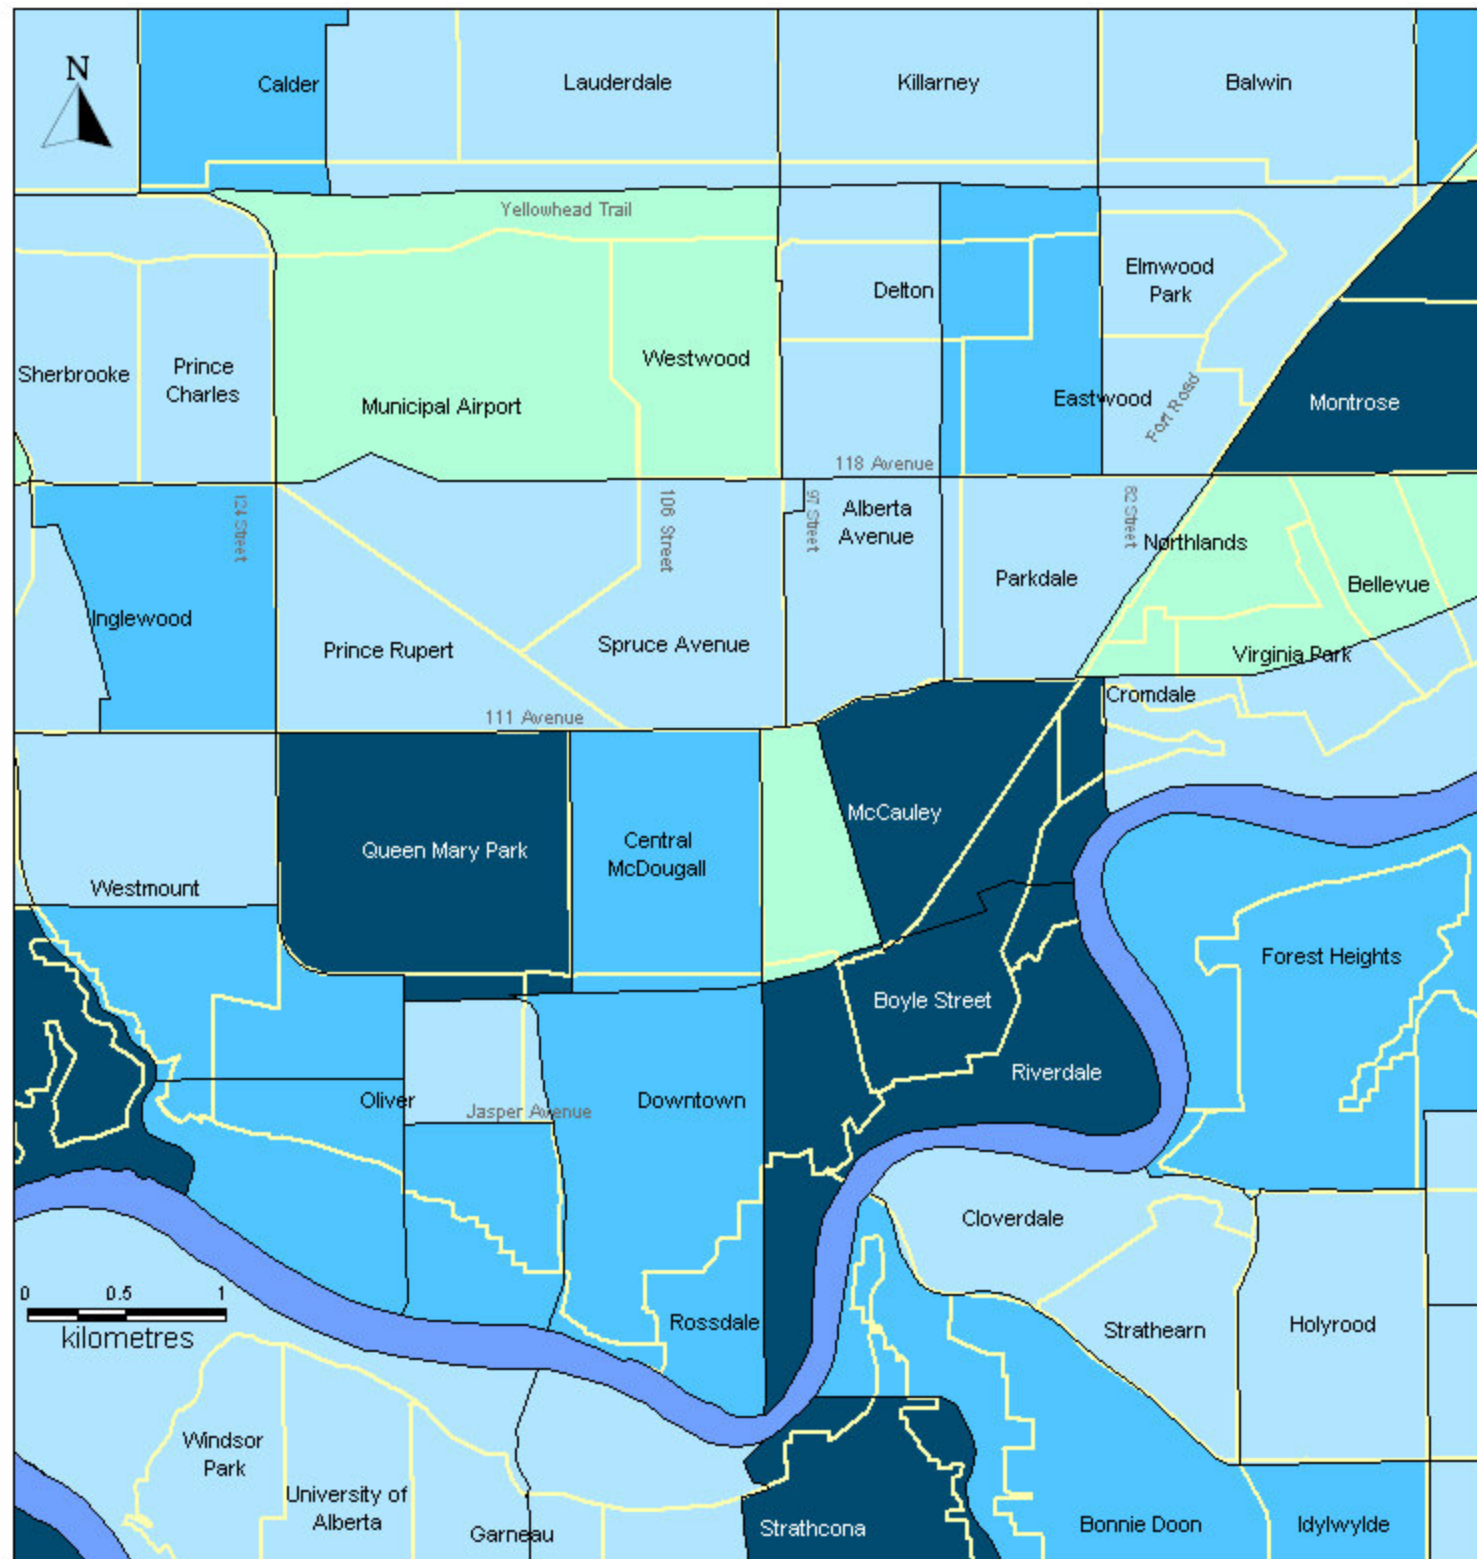 N
Calder
Lauderdale
Killarney
Balwin
Yellowhead Trail
Delton
Elmwood
Park
Sherbrooke
Prince
Charles
Westwood
Municipal Airport
Eastwood
Fort Road
Montrose
118 Avenue
124 Street
106 Street
97 Street
Alberta
Avenue
82 Street
Northlands
Parkdale
Bellevue
Inglewood
Prince Rupert
Spruce Avenue
Virginia Park
Cromdale
111 Avenue
McCauley
Queen Mary Park
Central
McDougall
Westmount
Forest Heights
Boyle Street
Riverdale
Oliver
Jasper Avenue
Downtown
Cloverdale
0 0.5 1
kilometres
Rossdale
Strathearn
Holyrood
Windsor
Park
University of
Alberta
Garneau
Strathcona
Bonnie Doon
Idylwylde